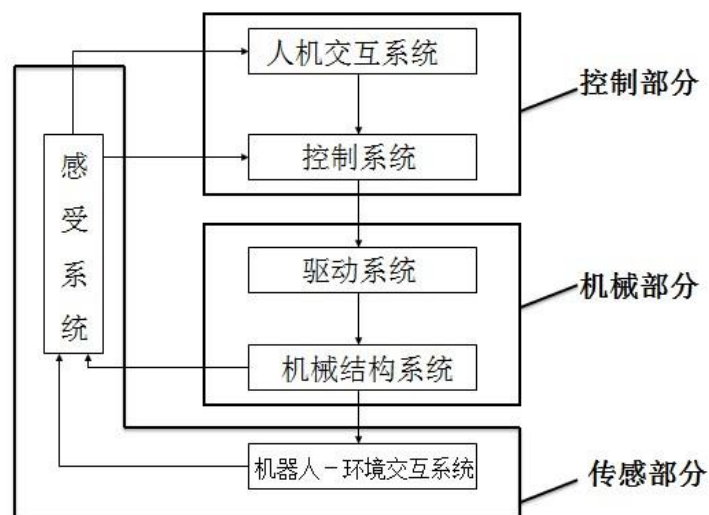 人机交互系统
控制部分
控制系统
感受系统
驱动系统
机械部分
机械结构系统
机器人－环境交互系统
传感部分